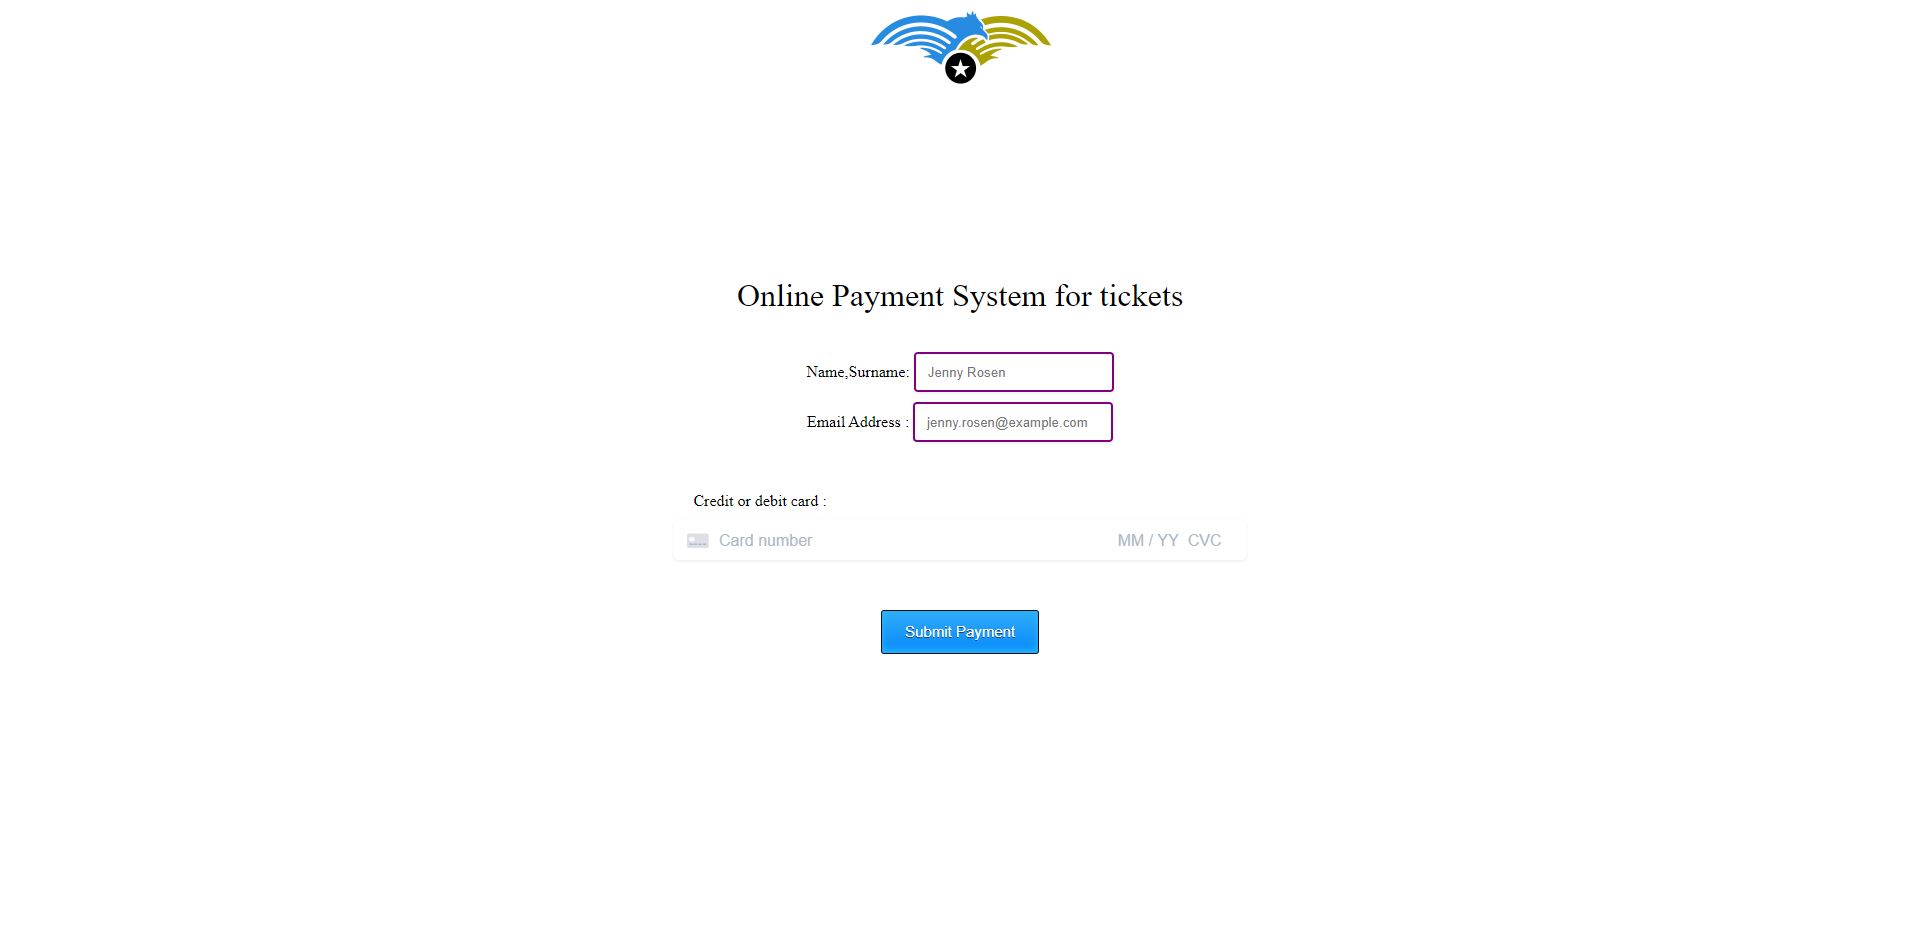 Online Payment System for tickets
Name,Surname: Jenny Rosen
Email Address : jenny.rosen@example.com
Credit or debit card :
Card number MM / YY CVC
Submit Payment